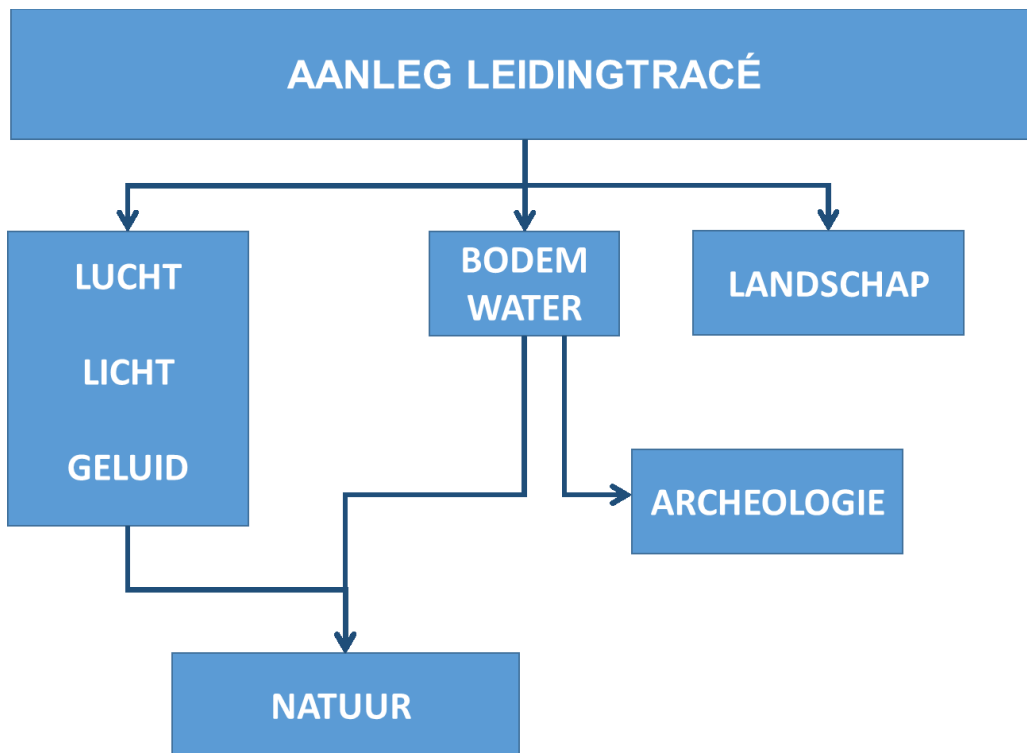 AANLEG LEIDINGTRACÉ
LUCHT
LICHT
GELUID
BODEM
WATER
LANDSCHAP
ARCHEOLOGIE
NATUUR